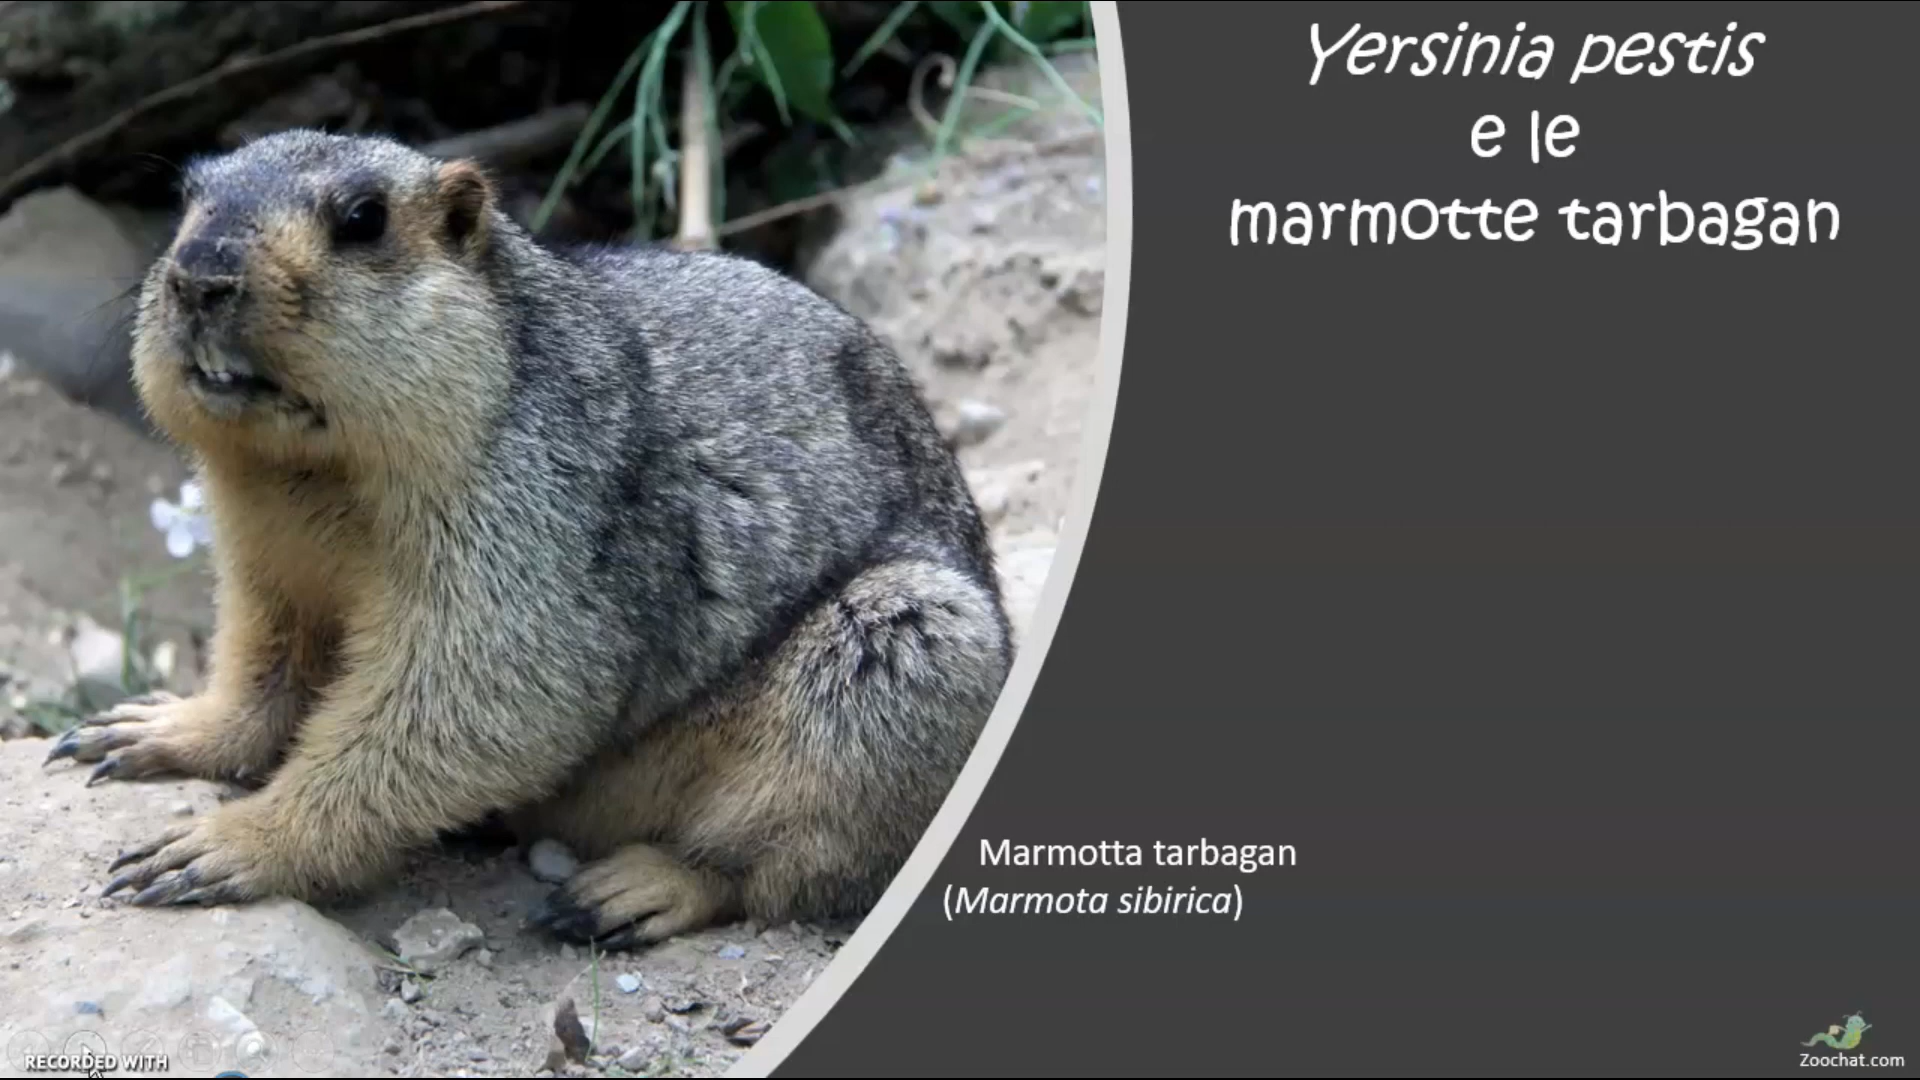 Yersinia pestis
e le
marmotte tarbagan
Marmotta tarbagan
(Marmota sibirica)
Zoochat.com
RECORDED WITH